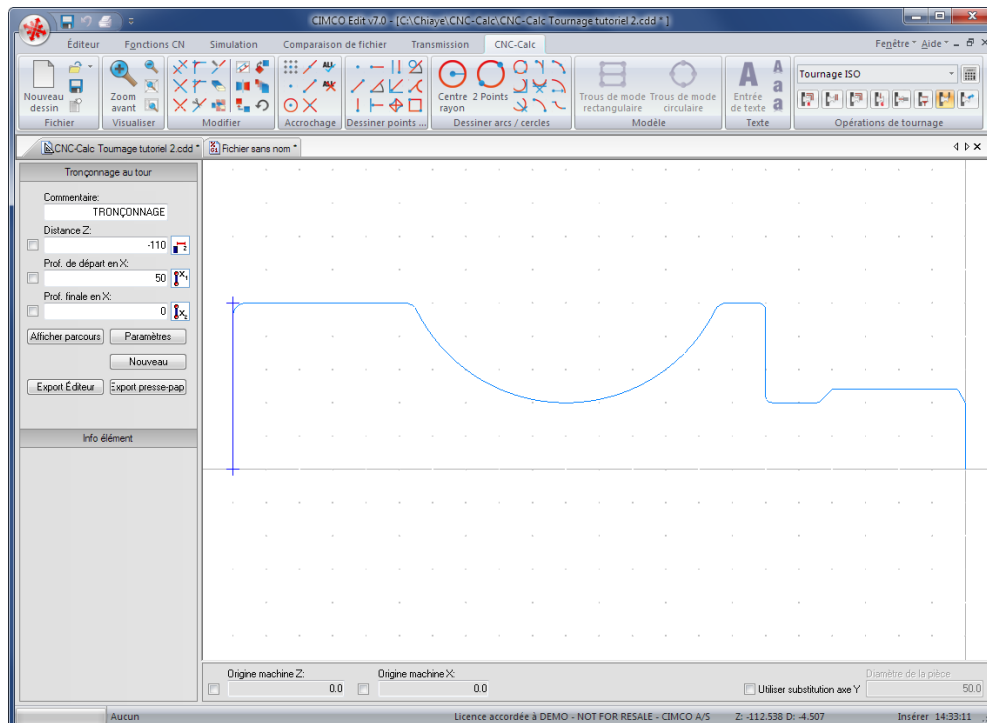 CIMCO Edit v7.0 - [C:\Chiaye\CNC-Calc\CNC-Calc Tournage tutoriel 2.cdd * ]
Éditeur Fonctions CN Simulation Comparaison de fichier Transmission CNC-Calc Fenêtre Aide
Nouveau dessin
Fichier
Zoom avant
Visualiser
Modifier
Accrochage
Dessiner points ...
Centre rayon
2 Points
Dessiner arcs / cercles
Trous de mode rectangulaire
Trous de mode circulaire
Modèle
Entrée de texte
Texte
Tournage ISO
Opérations de tournage
CNC-Calc Tournage tutoriel 2.cdd * Fichier sans nom *
Tronçonnage au tour
Commentaire:
TRONÇONNAGE
Distance Z:
-110
Prof. de départ en X:
50
Prof. finale en X:
0
Afficher parcours Paramètres
Nouveau
Export Éditeur Export presse-pap
Info élément
Origine machine Z: Origine machine X: Diamètre de la pièce
0.0 0.0 Utiliser substitution axe Y 50.0
Aucun Licence accordée à DEMO - NOT FOR RESALE - CIMCO A/S Z: -112.538 D: -4.507 Insérer 14:33:11